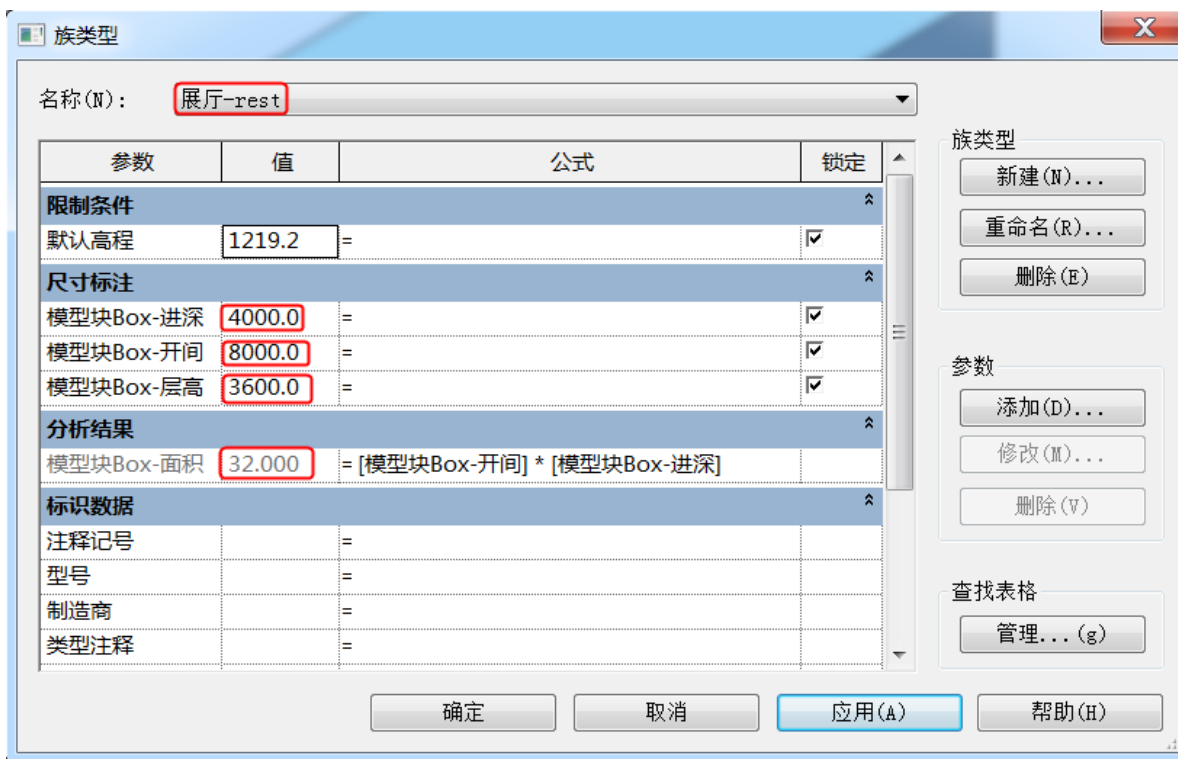 族类型
名称(N): 展厅-rest
参数 值 公式 锁定
限制条件
默认高程 1219.2 =
尺寸标注
模型块Box-进深 4000.0 =
模型块Box-开间 8000.0 =
模型块Box-层高 3600.0 =
分析结果
模型块Box-面积 32.000 = [模型块Box-开间] * [模型块Box-进深]
标识数据
注释记号 =
型号 =
制造商 =
类型注释 =
族类型
新建(N)...
重命名(R)...
删除(E)
参数
添加(D)...
修改(M)...
删除(V)
查找表格
管理...(g)
确定 取消 应用(A) 帮助(H)